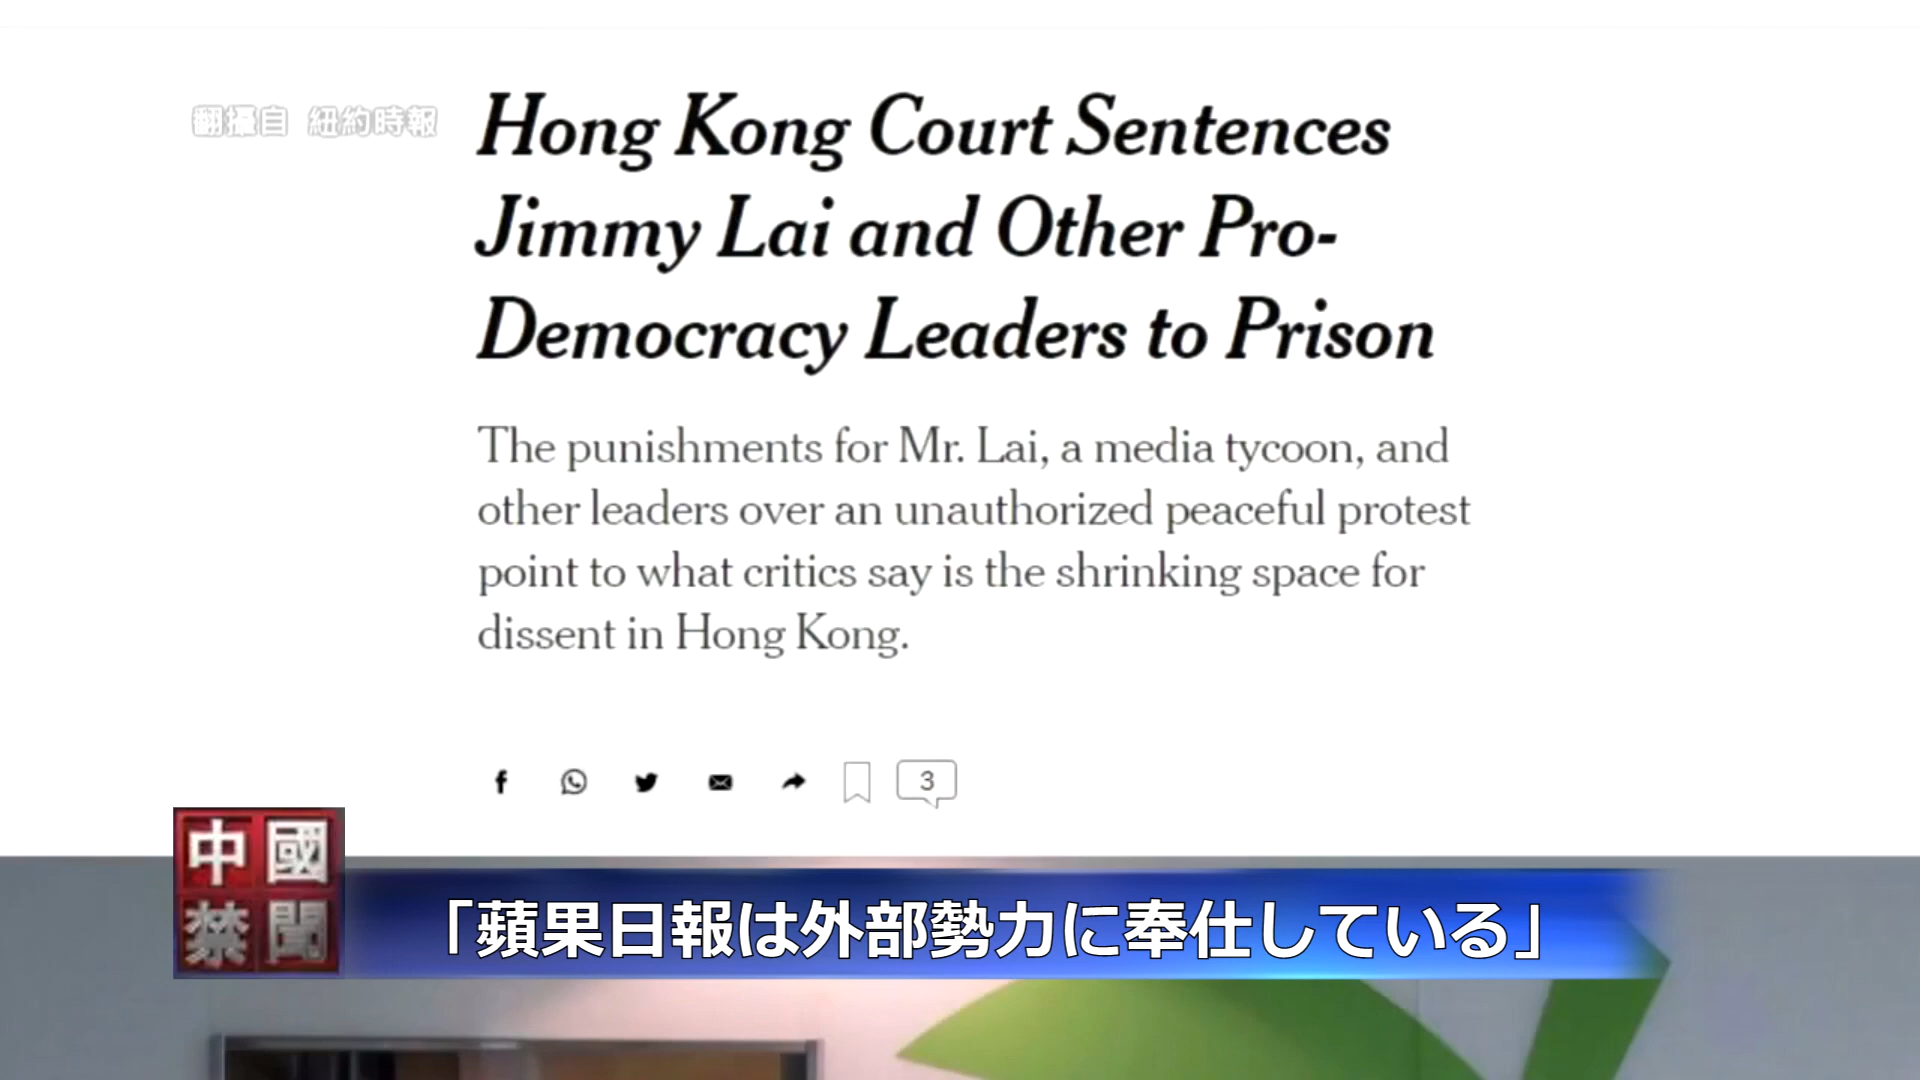 翻攝自 紐約時報
Hong Kong Court Sentences
Jimmy Lai and Other Pro-
Democracy Leaders to Prison
The punishments for Mr. Lai, a media tycoon, and
other leaders over an unauthorized peaceful protest
point to what critics say is the shrinking space for
dissent in Hong Kong.
3
中國
禁聞
「蘋果日報は外部勢力に奉仕している」